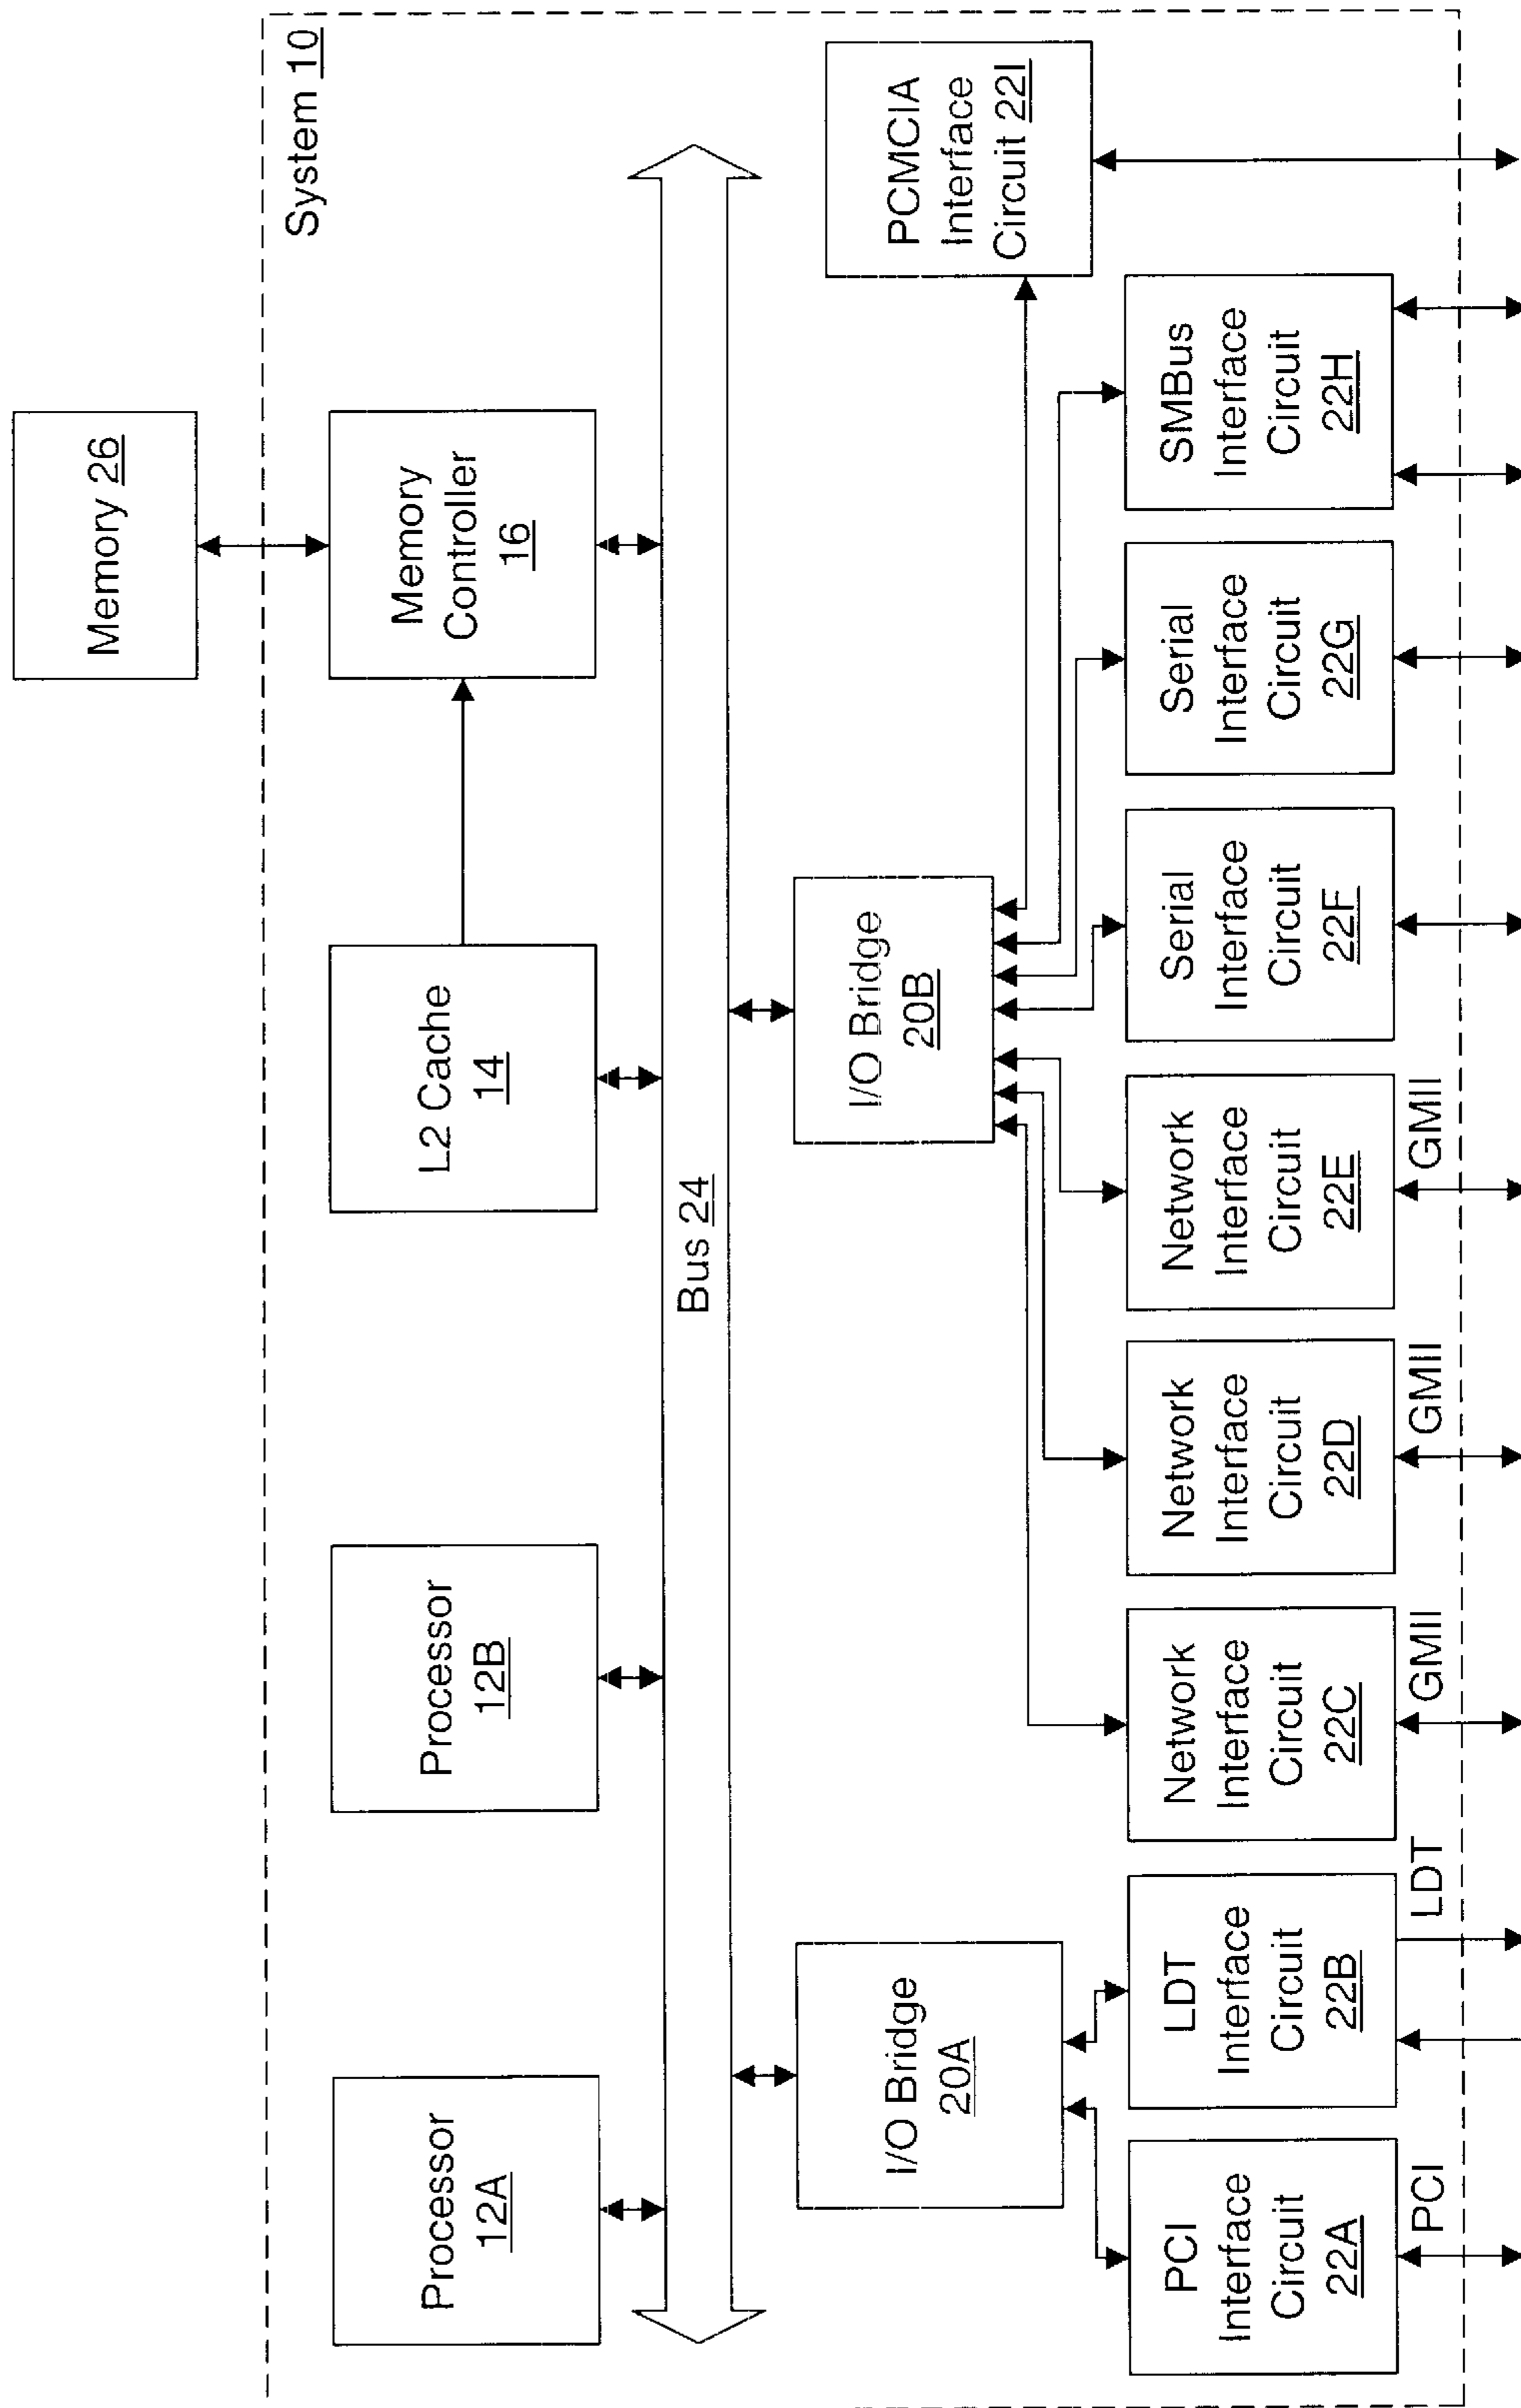 Memory 26
System 10
Processor
12A
Processor
12B
L2 Cache
14
Memory
Controller
16
Bus 24
I/O Bridge
20A
I/O Bridge
20B
PCMCIA
Interface
Circuit 22I
PCI
Interface
Circuit
22A
LDT
Interface
Circuit
22B
Network
Interface
Circuit
22C
Network
Interface
Circuit
22D
Network
Interface
Circuit
22E
Serial
Interface
Circuit
22F
Serial
Interface
Circuit
22G
SMBus
Interface
Circuit
22H
PCI
LDT
GMII
GMII
GMII